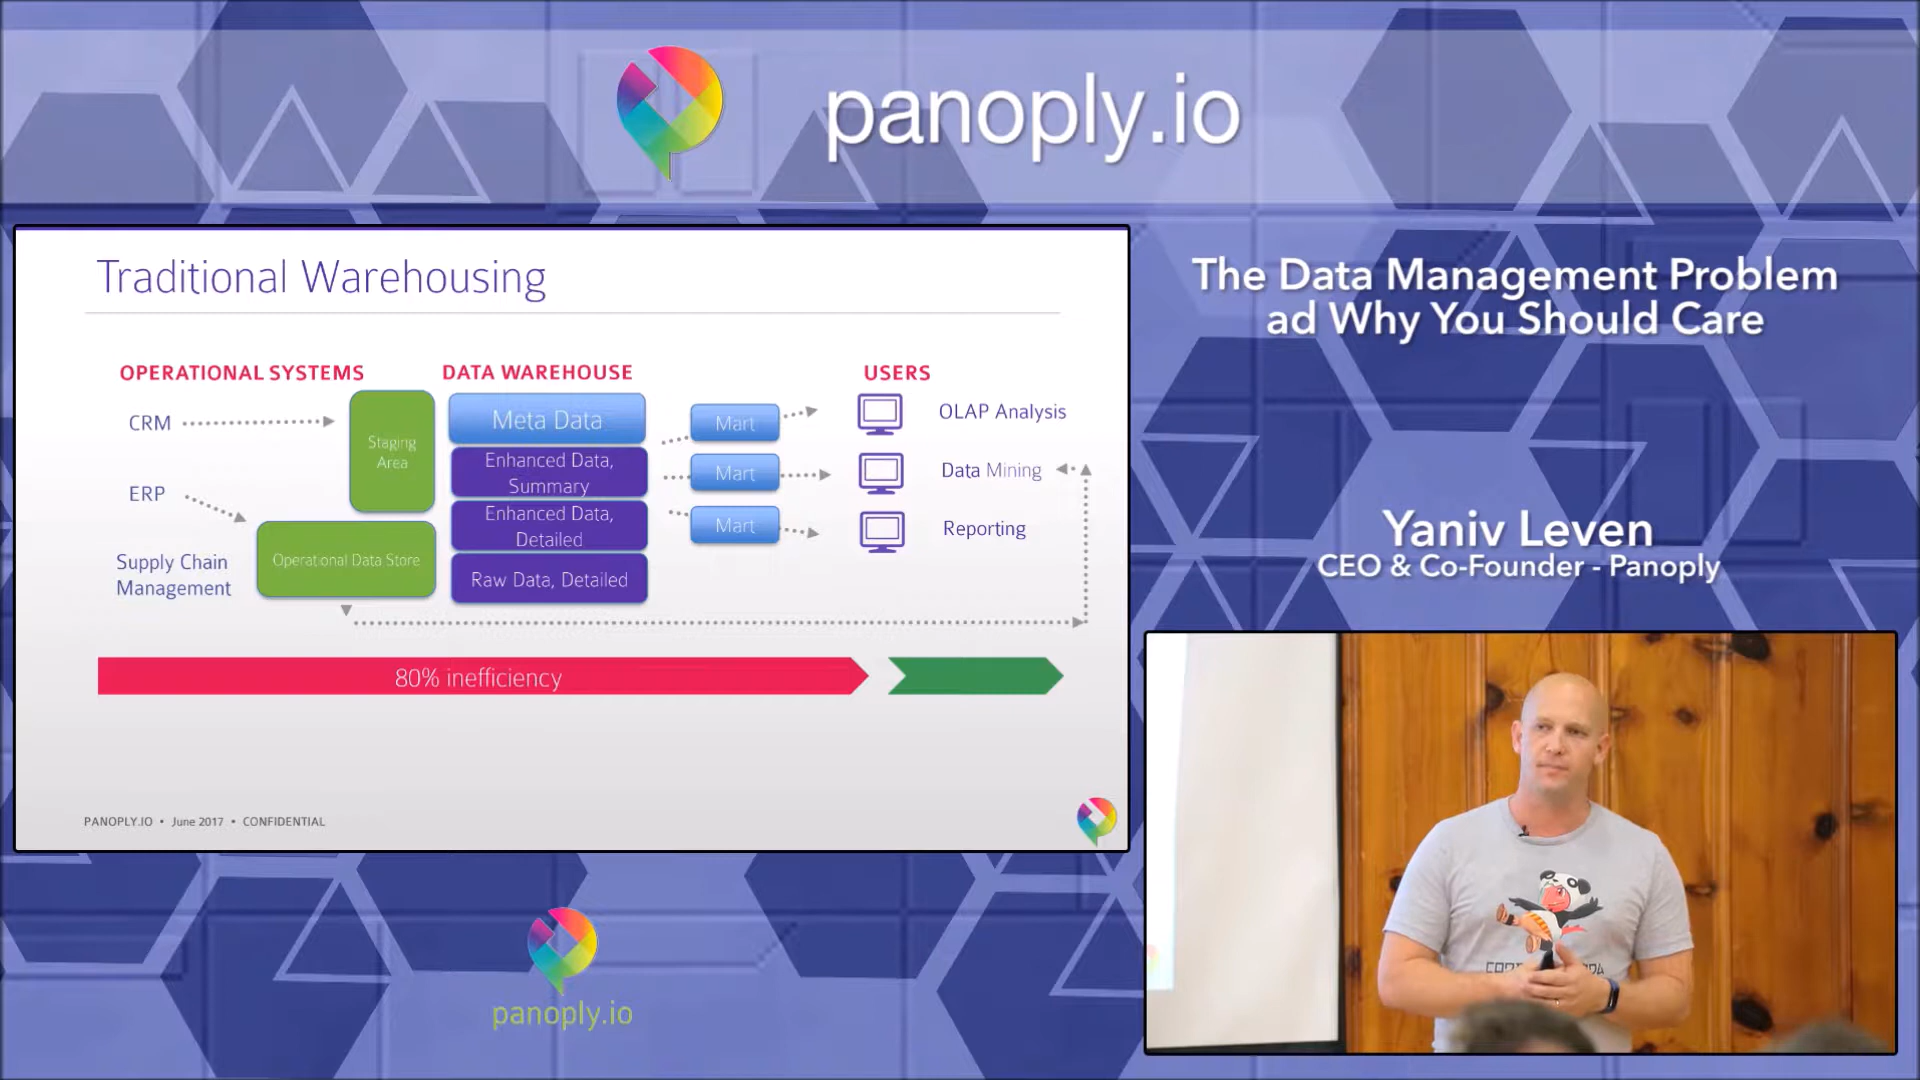 panoply.io
Traditional Warehousing
OPERATIONAL SYSTEMS
DATA WAREHOUSE
USERS
CRM
ERP
Supply Chain
Management
Staging
Area
Operational Data Store
Meta Data
Enhanced Data,
Summary
Enhanced Data,
Detailed
Raw Data, Detailed
Mart
Mart
Mart
OLAP Analysis
Data Mining
Reporting
80% inefficiency
PANOPLY.IO • June 2017 • CONFIDENTIAL
The Data Management Problem
ad Why You Should Care
Yaniv Leven
CEO & Co-Founder - Panoply
panoply.io